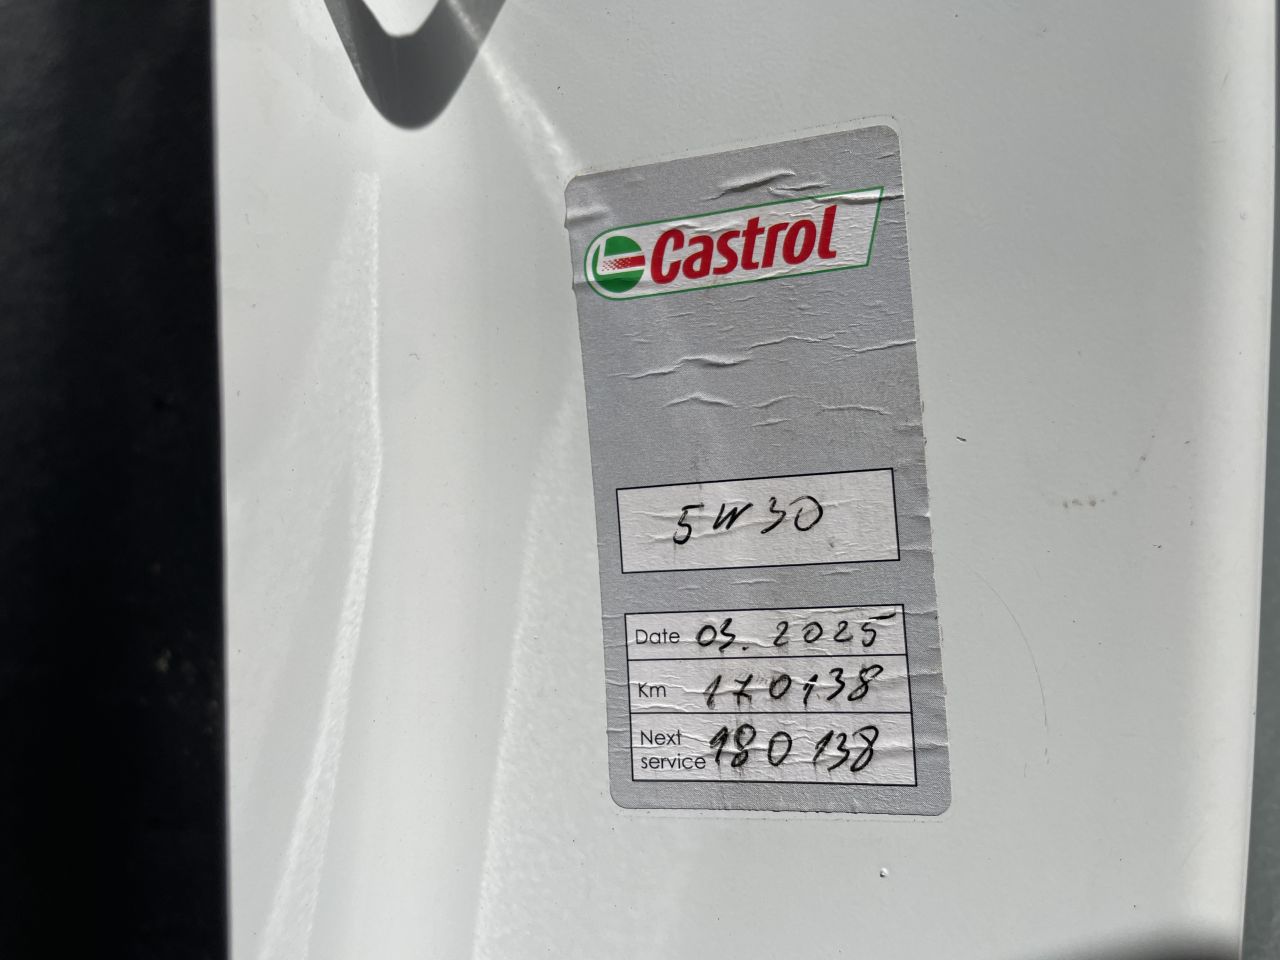 Castrol
5W30
Date 03.2025
Km 170138
Next service 180138